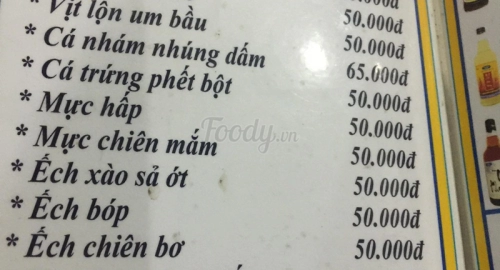 50.000đ
* Vịt lộn um bầu 50.000đ
* Cá nhám nhúng dấm 65.000đ
* Cá trứng phết bột 50.000đ
* Mực hấp 50.000đ
* Mực chiên mắm 50.000đ
* Ếch xào sả ớt 50.000đ
* Ếch bóp 50.000đ
* Ếch chiên bơ 50.000đ
Foody.vn